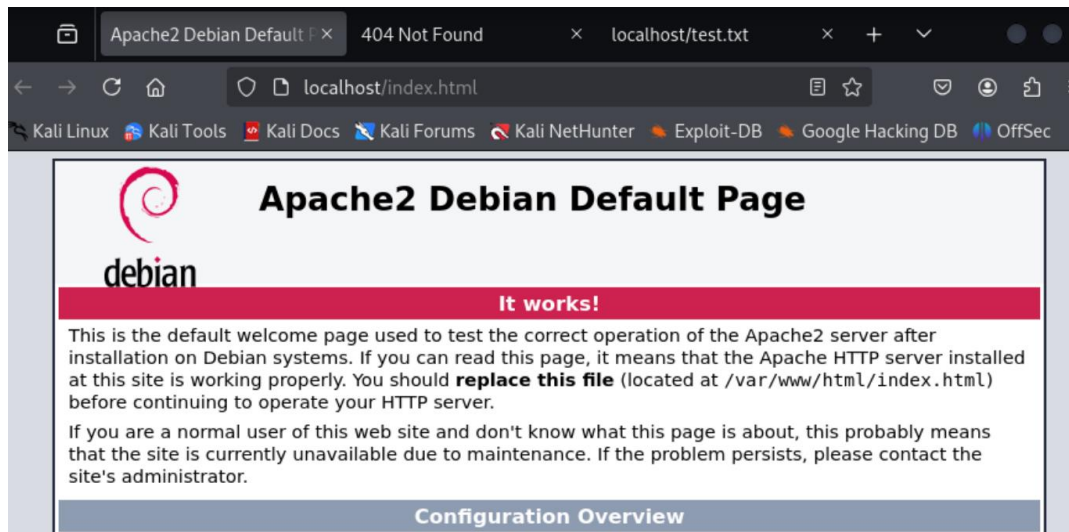 Apache2 Debian Default P
404 Not Found
localhost/test.txt
localhost/index.html
Kali Linux Kali Tools Kali Docs Kali Forums Kali NetHunter Exploit-DB Google Hacking DB OffSec
Apache2 Debian Default Page
debian
It works!
This is the default welcome page used to test the correct operation of the Apache2 server after
installation on Debian systems. If you can read this page, it means that the Apache HTTP server installed
at this site is working properly. You should replace this file (located at /var/www/html/index.html)
before continuing to operate your HTTP server.
If you are a normal user of this web site and don't know what this page is about, this probably means
that the site is currently unavailable due to maintenance. If the problem persists, please contact the
site's administrator.
Configuration Overview